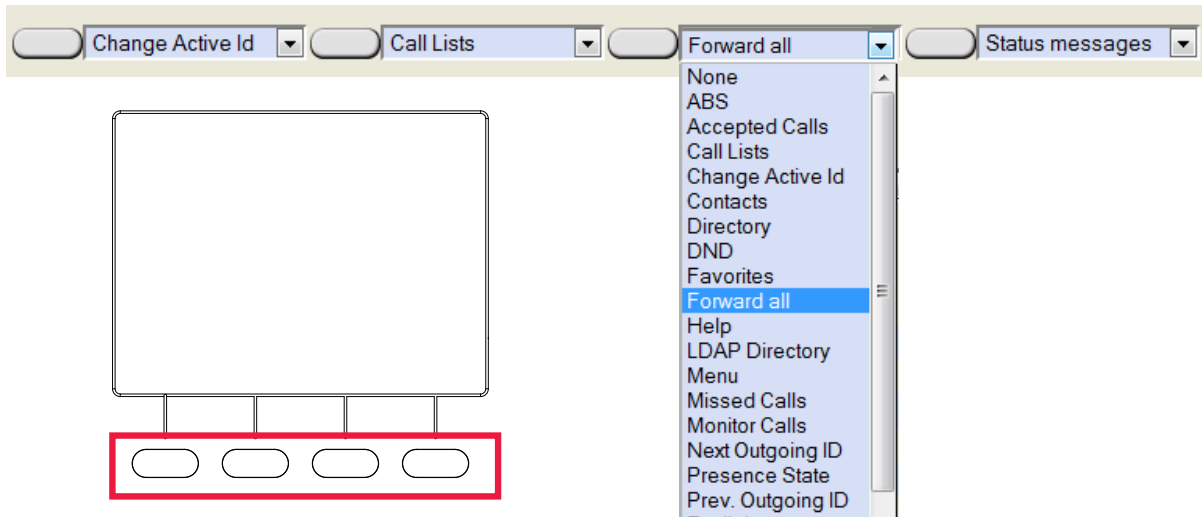 Change Active Id
Call Lists
Forward all
Status messages
None
ABS
Accepted Calls
Call Lists
Change Active Id
Contacts
Directory
DND
Favorites
Forward all
Help
LDAP Directory
Menu
Missed Calls
Monitor Calls
Next Outgoing ID
Presence State
Prev. Outgoing ID